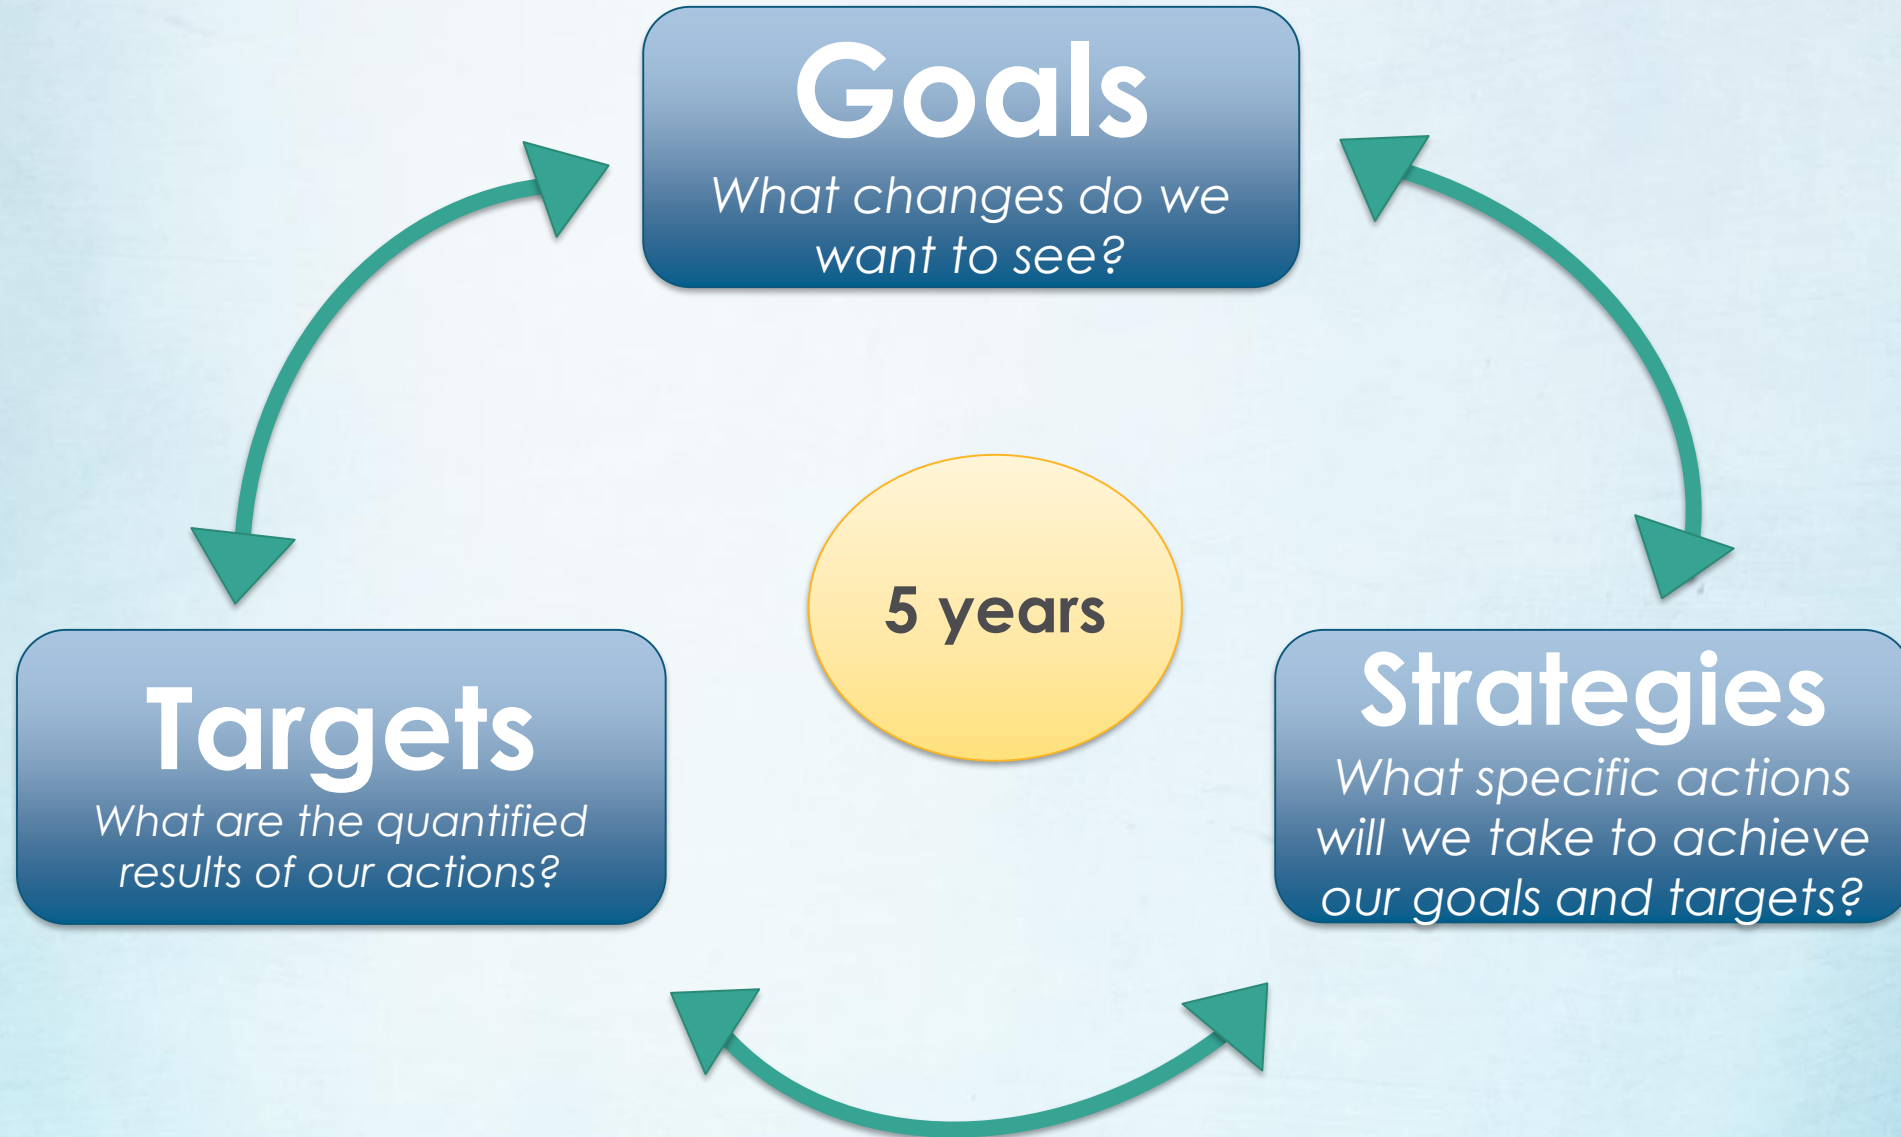 Goals
What changes do we
want to see?
5 years
Targets
What are the quantified
results of our actions?
Strategies
What specific actions
will we take to achieve
our goals and targets?